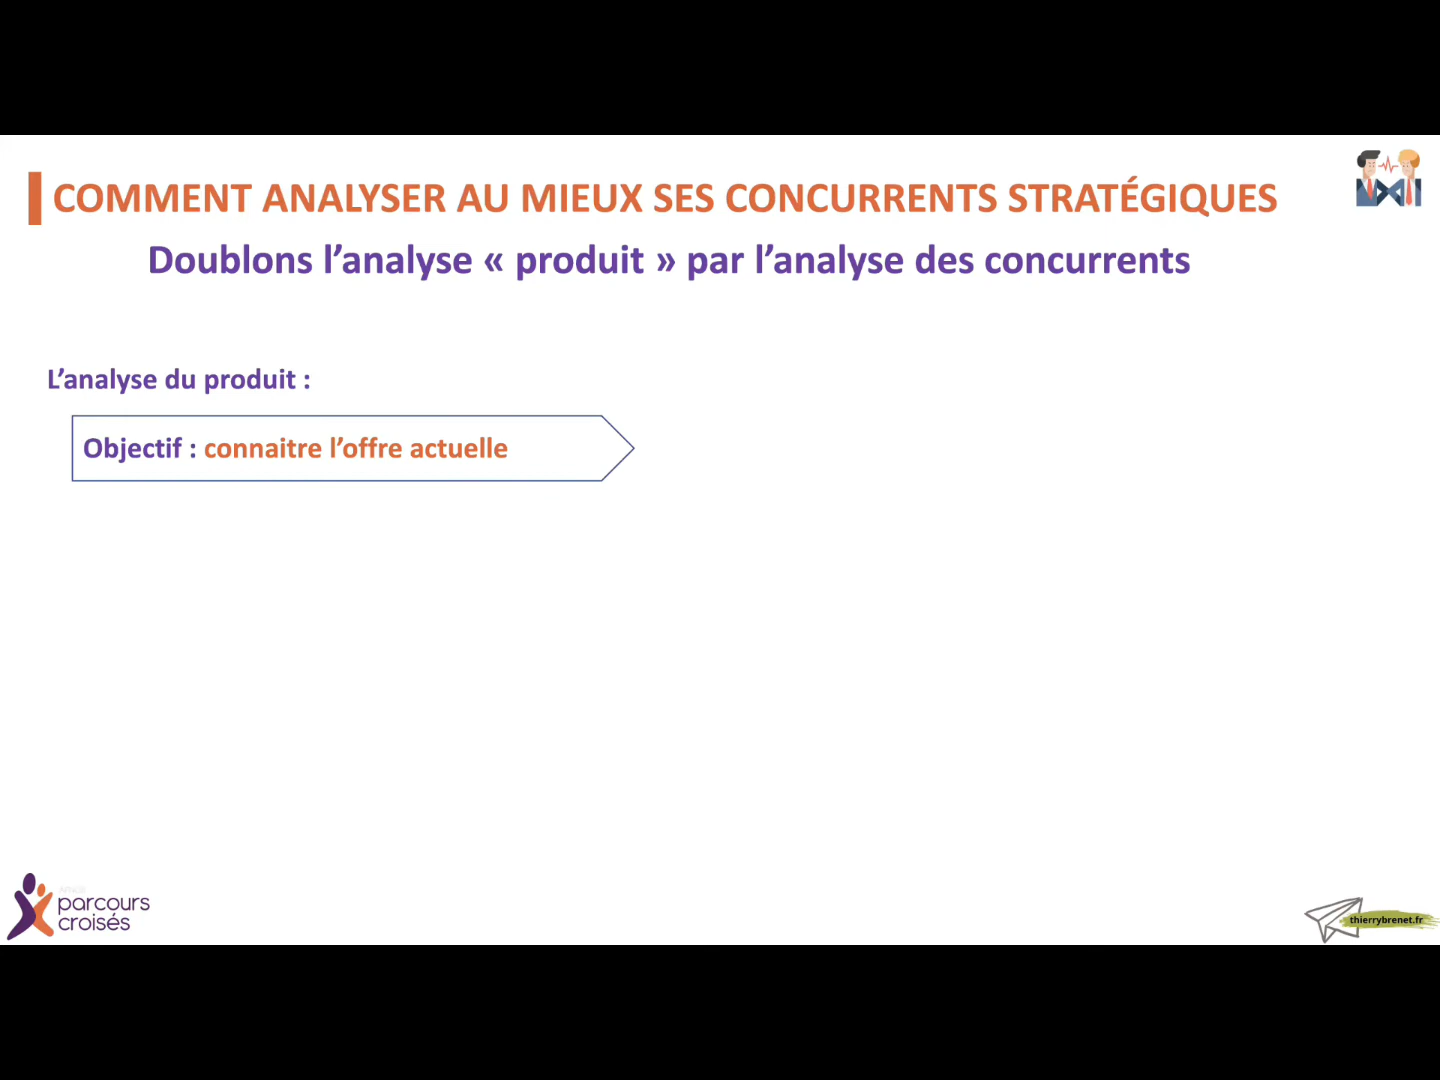 COMMENT ANALYSER AU MIEUX SES CONCURRENTS STRATÉGIQUES
Doublons l’analyse « produit » par l’analyse des concurrents
L’analyse du produit :
Objectif : connaitre l’offre actuelle
parcours
croisés
thierrybrenet.fr